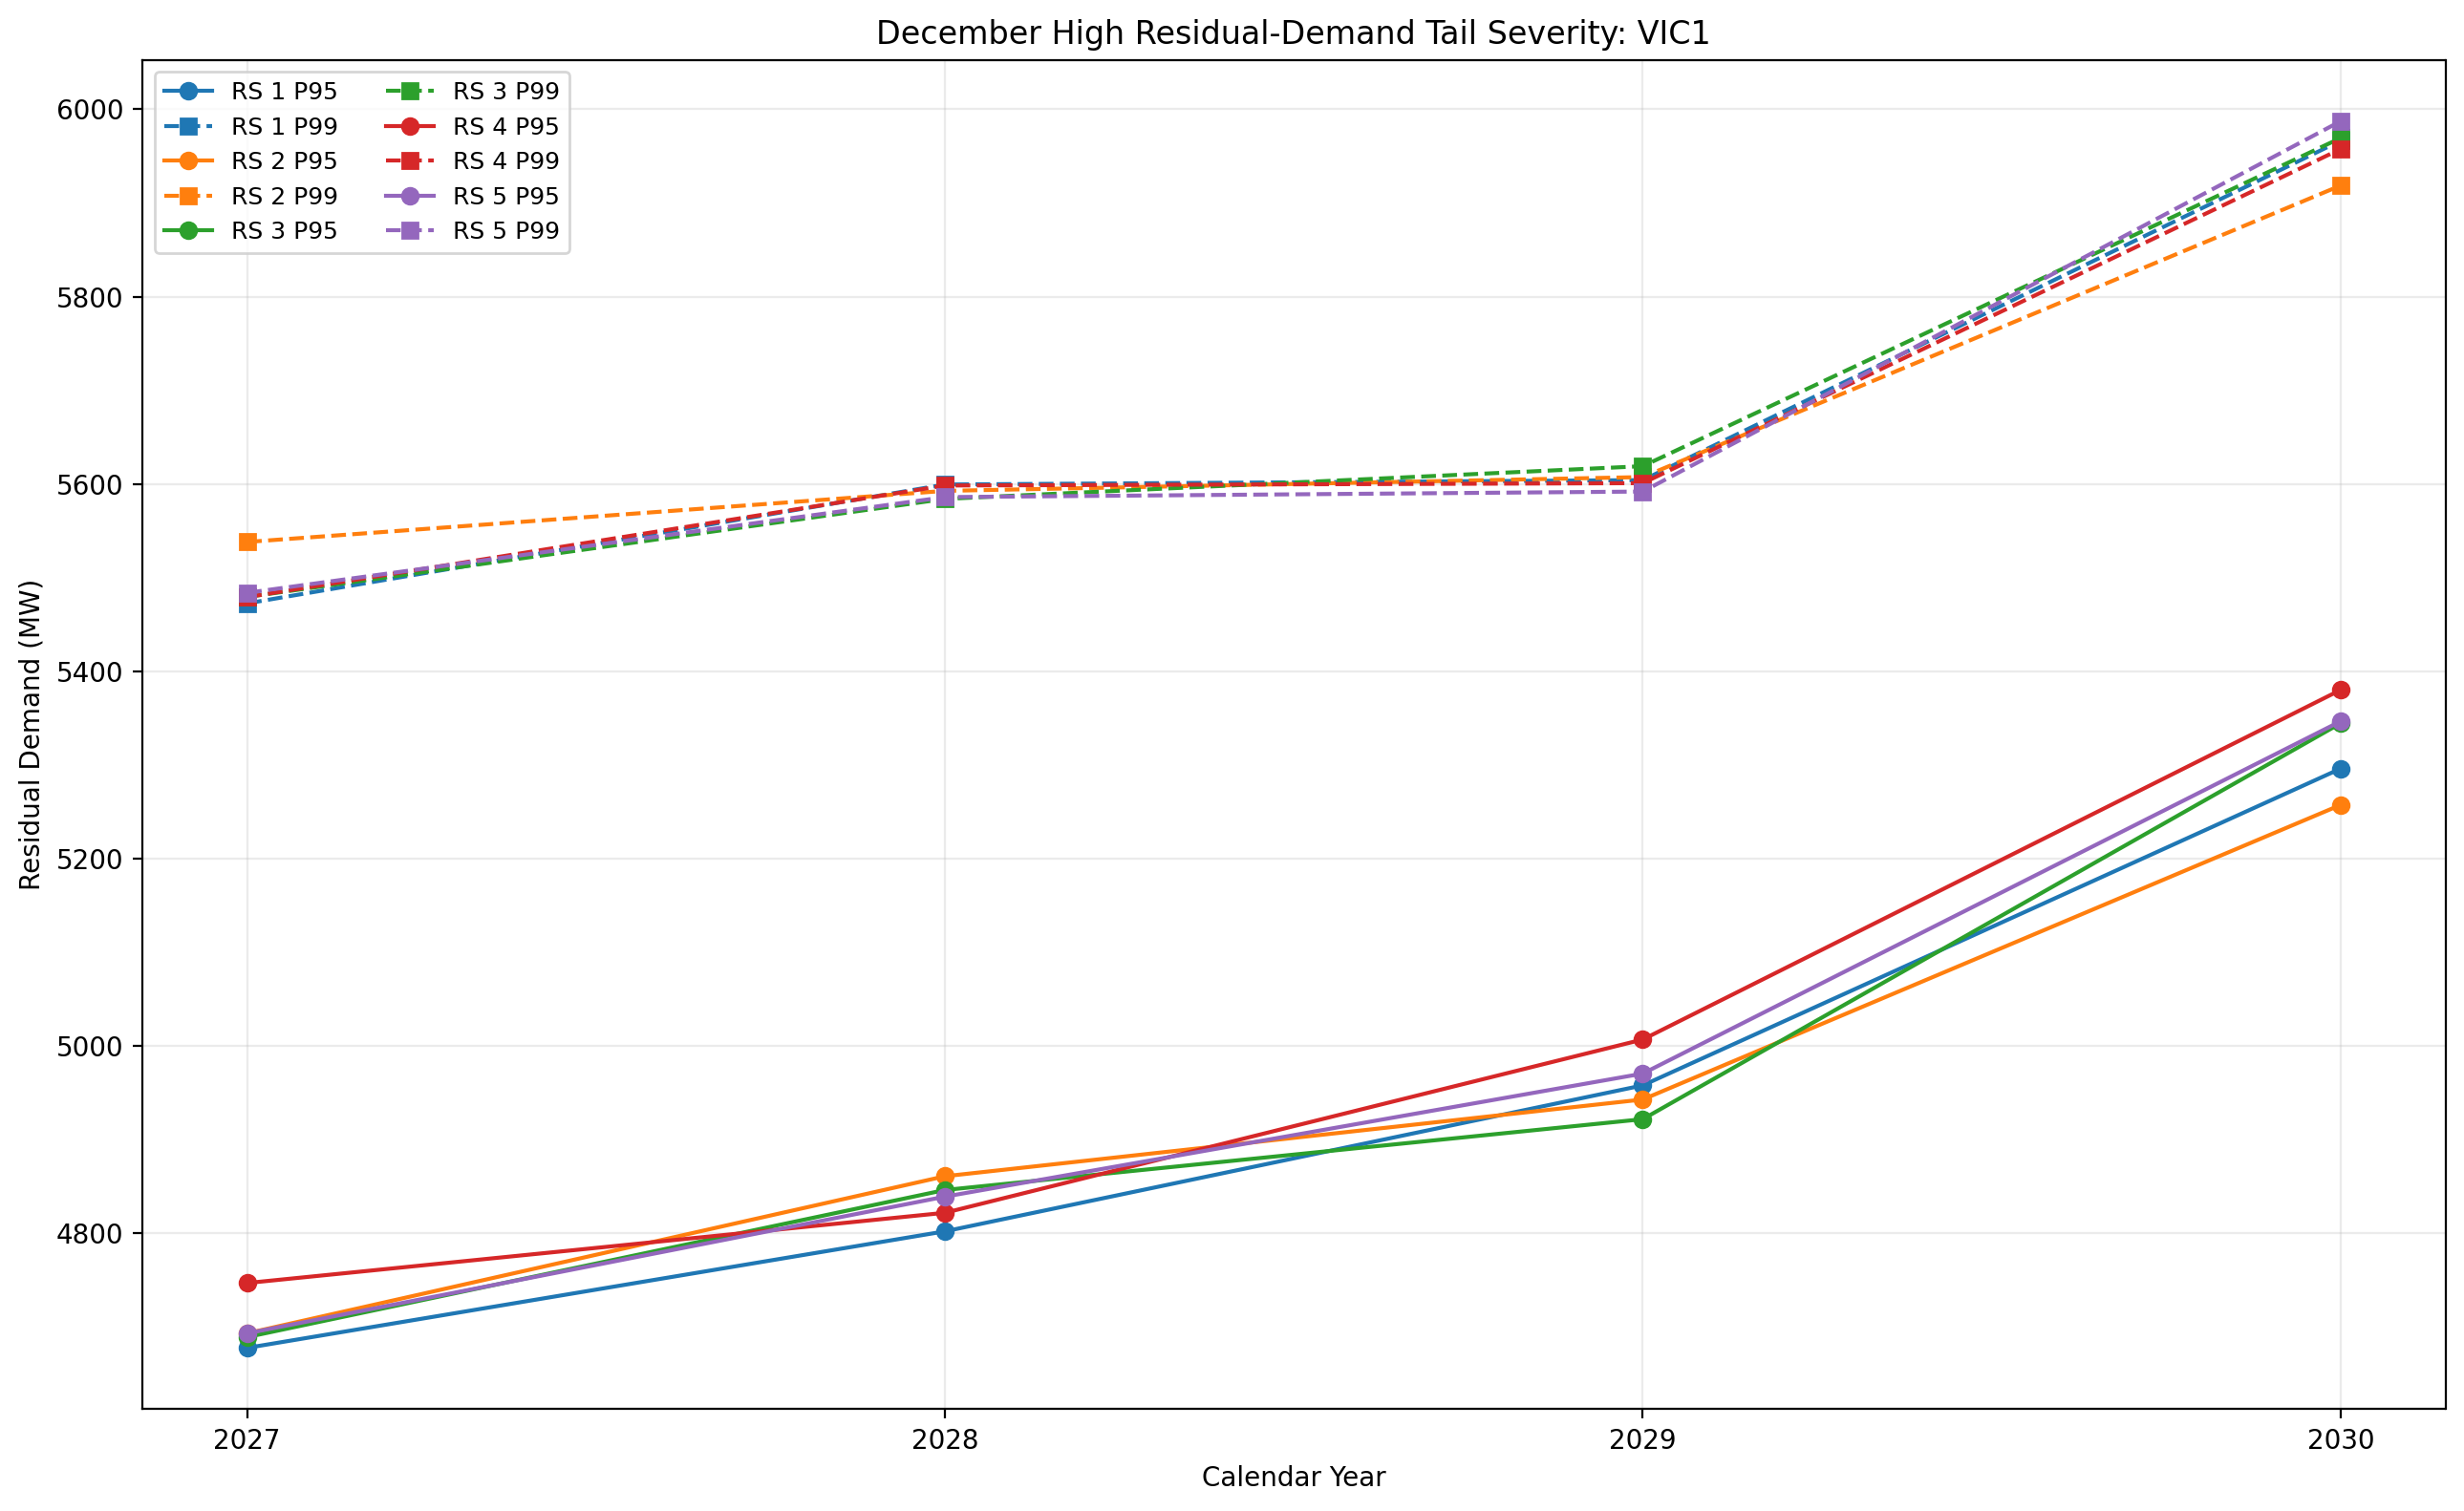 December High Residual-Demand Tail Severity: VIC1
RS 1 P95
RS 1 P99
RS 2 P95
RS 2 P99
RS 3 P95
RS 3 P99
RS 4 P95
RS 4 P99
RS 5 P95
RS 5 P99
Residual Demand (MW)
6000
5800
5600
5400
5200
5000
4800
2027
2028
2029
2030
Calendar Year